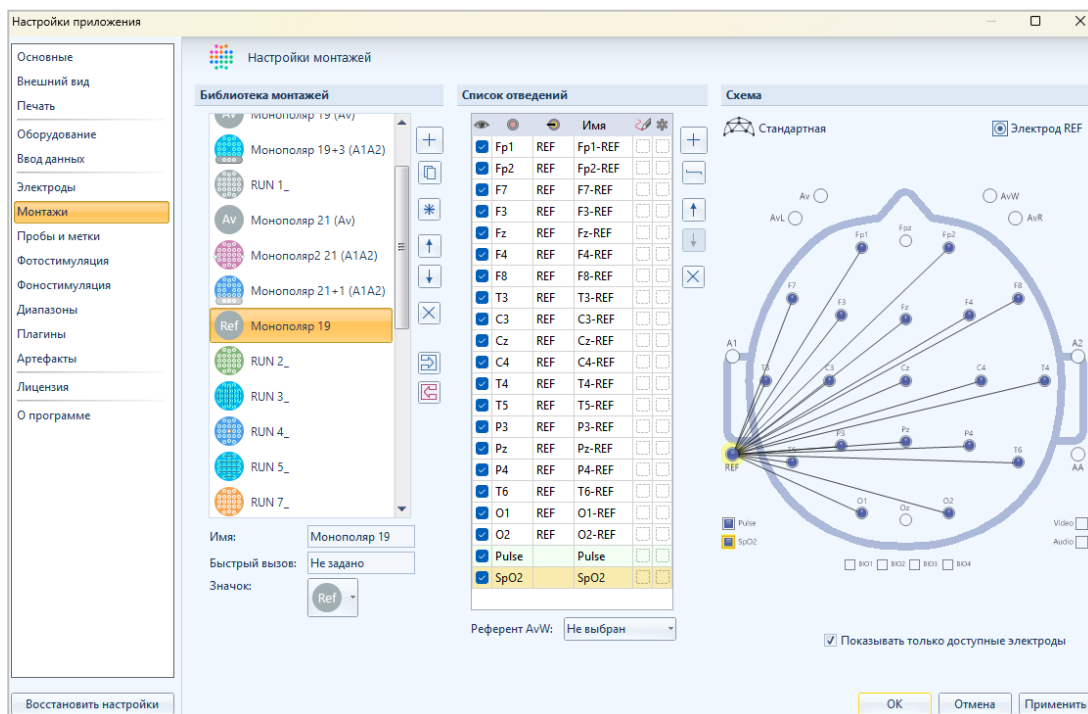 Настройки приложения
Основные
Внешний вид
Печать
Оборудование
Ввод данных
Электроды
Монтажи
Пробы и метки
Фотостимуляция
Фоностимуляция
Диапазоны
Плагины
Артефакты
Лицензия
О программе
Восстановить настройки
Настройки монтажей
Библиотека монтажей
Av Монополяр 19 (Av)
Монополяр 19+3 (A1A2)
RUN 1_
Av Монополяр 21 (Av)
Монополяр2 21 (A1A2)
Монополяр 21+1 (A1A2)
Ref Монополяр 19
RUN 2_
RUN 3_
RUN 4_
RUN 5_
RUN 7_
Имя: Монополяр 19
Быстрый вызов: Не задано
Значок: Ref
Список отведений
Имя
Fp1 REF Fp1-REF
Fp2 REF Fp2-REF
F7 REF F7-REF
F3 REF F3-REF
Fz REF Fz-REF
F4 REF F4-REF
F8 REF F8-REF
T3 REF T3-REF
C3 REF C3-REF
Cz REF Cz-REF
C4 REF C4-REF
T4 REF T4-REF
T5 REF T5-REF
P3 REF P3-REF
Pz REF Pz-REF
P4 REF P4-REF
T6 REF T6-REF
O1 REF O1-REF
O2 REF O2-REF
Pulse Pulse
SpO2 SpO2
Референт AvW: Не выбран
Схема
Стандартная Электрод REF
Av AvW
AvL AvR
Fp1 Fpz Fp2
F7 F3 Fz F4 F8
A1 A2
T3 C3 Cz C4 T4
REF T5 P3 Pz P4 T6 AA
O1 Oz O2
Pulse Video
SpO2 Audio
BIO1 BIO2 BIO3 BIO4
Показывать только доступные электроды
ОК Отмена Применить